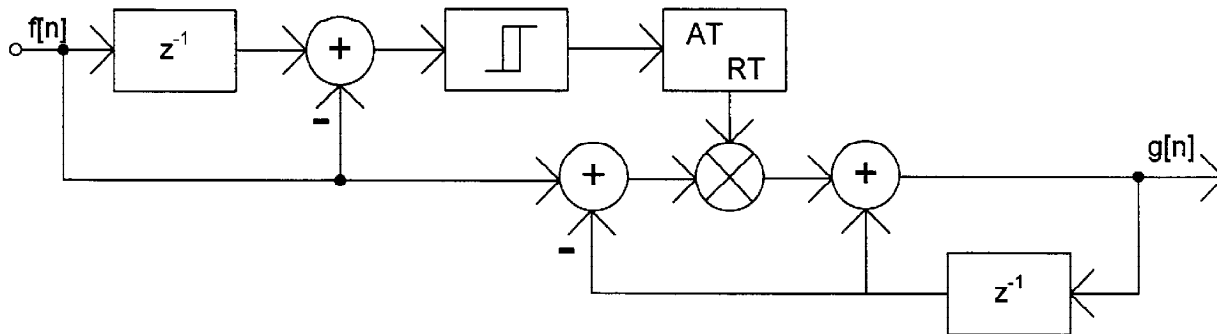 f[n]
z-1
+
AT
RT
-
g[n]
+
+
-
z-1